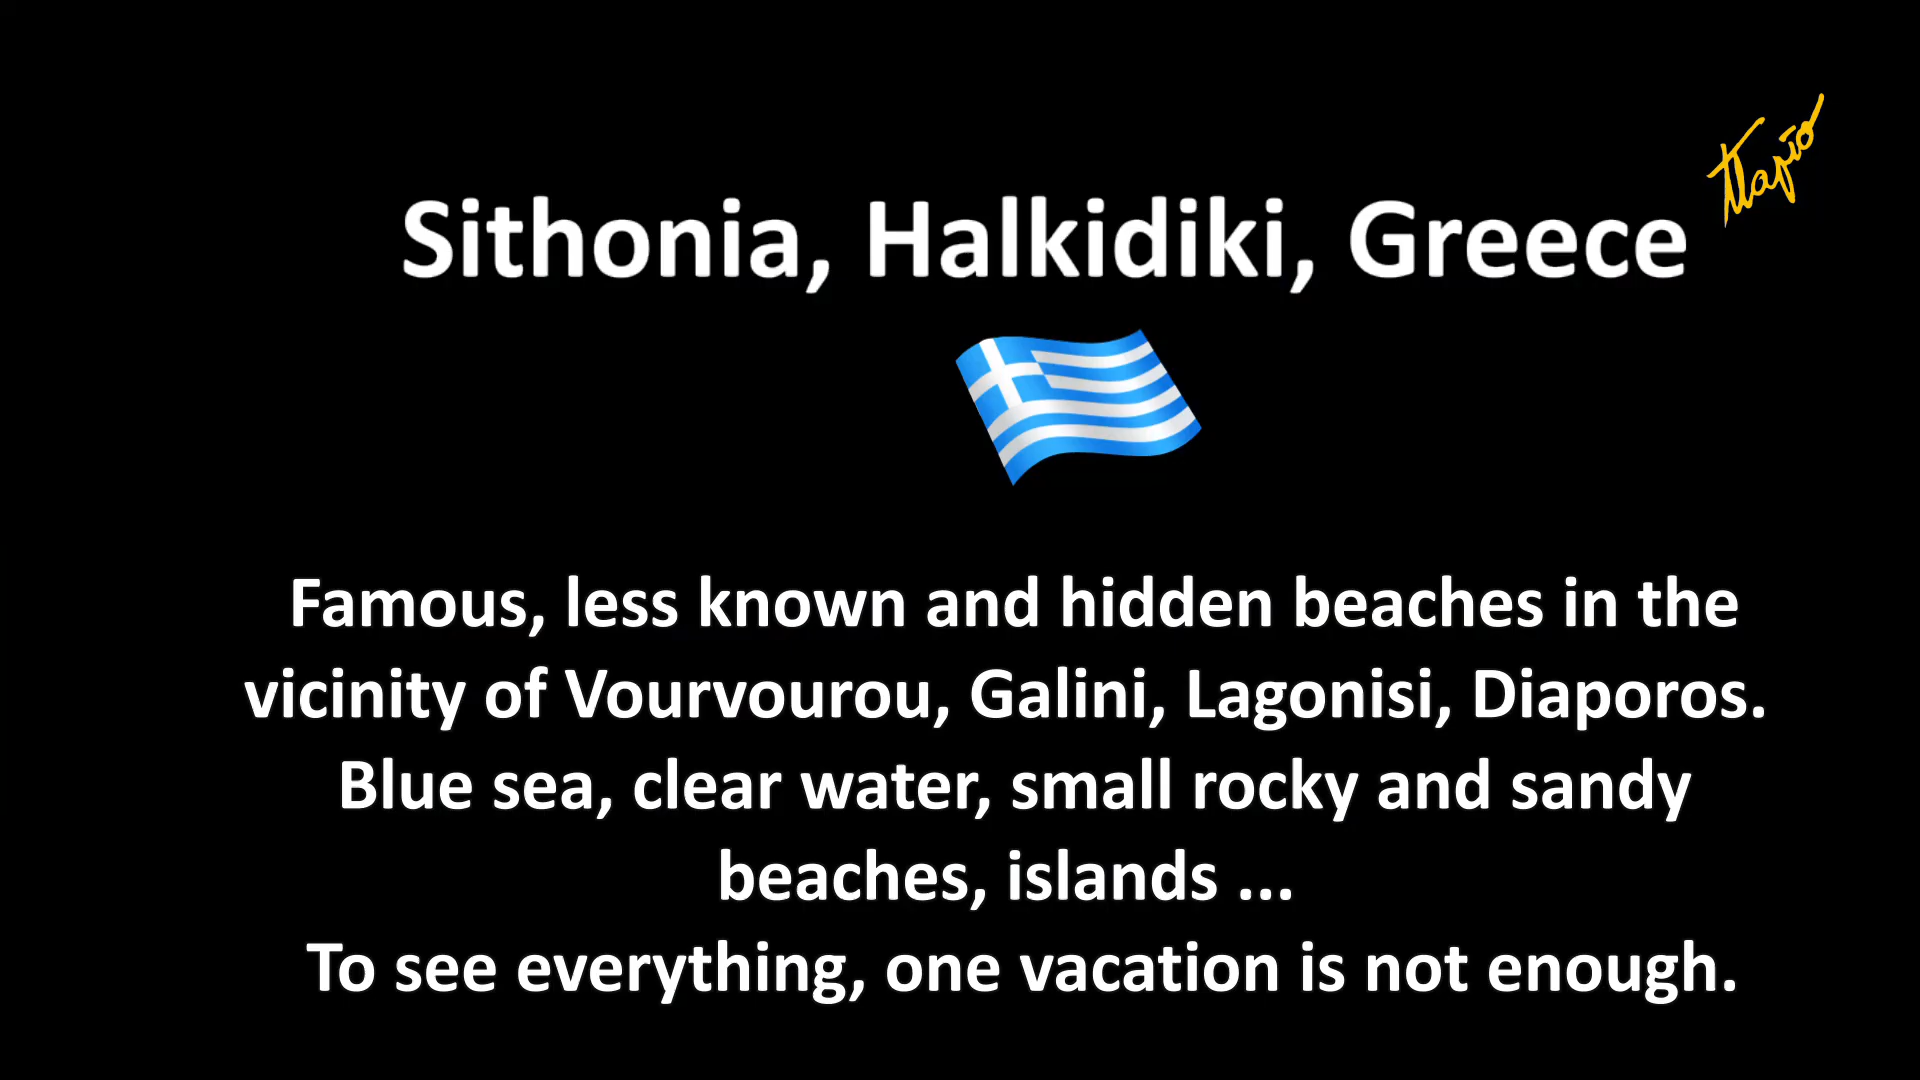 Sithonia, Halkidiki, Greece
Famous, less known and hidden beaches in the
vicinity of Vourvourou, Galini, Lagonisi, Diaporos.
Blue sea, clear water, small rocky and sandy
beaches, islands ...
To see everything, one vacation is not enough.